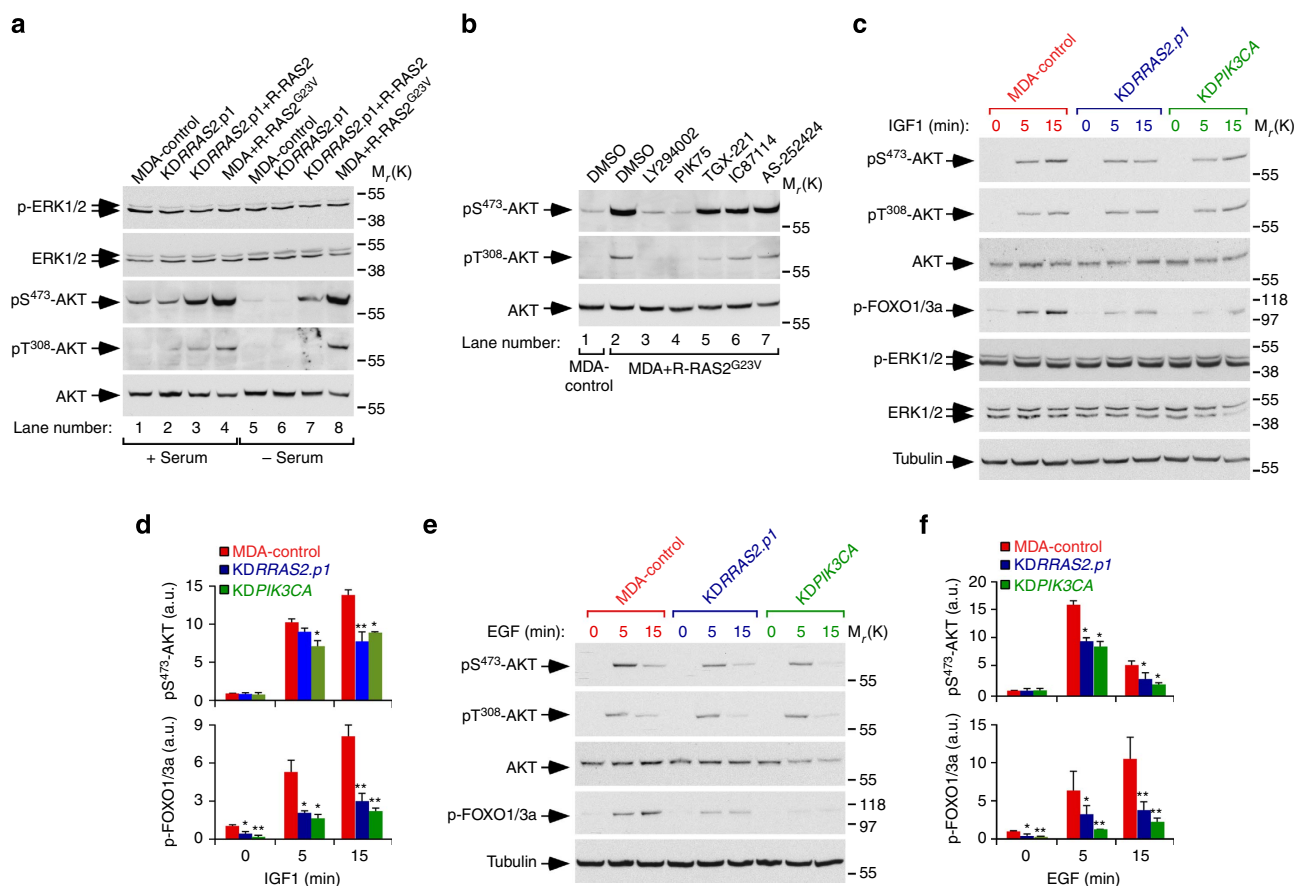 a
MDA-control
KDRRAS2.p1
KDRRAS2.p1+R-RAS2
MDA+R-RAS2G23V
MDA-control
KDRRAS2.p1
KDRRAS2.p1+R-RAS2
MDA+R-RAS2G23V
Mr(K)
p-ERK1/2
55
38
ERK1/2
55
38
pS473-AKT
55
pT308-AKT
55
AKT
55
Lane number: 1 2 3 4 5 6 7 8
+ Serum – Serum
b
DMSO
DMSO
LY294002
PIK75
TGX-221
IC87114
AS-252424
Mr(K)
pS473-AKT
55
pT308-AKT
55
AKT
55
Lane number: 1 2 3 4 5 6 7
MDA-control
MDA+R-RAS2G23V
c
MDA-control
KDRRAS2.p1
KDPIK3CA
IGF1 (min): 0 5 15 0 5 15 0 5 15 Mr(K)
pS473-AKT
55
pT308-AKT
55
AKT
55
p-FOXO1/3a
118
97
p-ERK1/2
55
38
ERK1/2
55
38
Tubulin
55
d
MDA-control
KDRRAS2.p1
KDPIK3CA
pS473-AKT (a.u.)
15
10
5
0
* ** *
p-FOXO1/3a (a.u.)
9
6
3
0
* ** * * ** **
0 5 15
IGF1 (min)
e
MDA-control
KDRRAS2.p1
KDPIK3CA
EGF (min): 0 5 15 0 5 15 0 5 15 Mr(K)
pS473-AKT
55
pT308-AKT
55
AKT
55
p-FOXO1/3a
118
97
Tubulin
55
f
MDA-control
KDRRAS2.p1
KDPIK3CA
pS473-AKT (a.u.)
20
15
10
5
0
* * * *
p-FOXO1/3a (a.u.)
15
10
5
0
* ** * ** ** **
0 5 15
EGF (min)